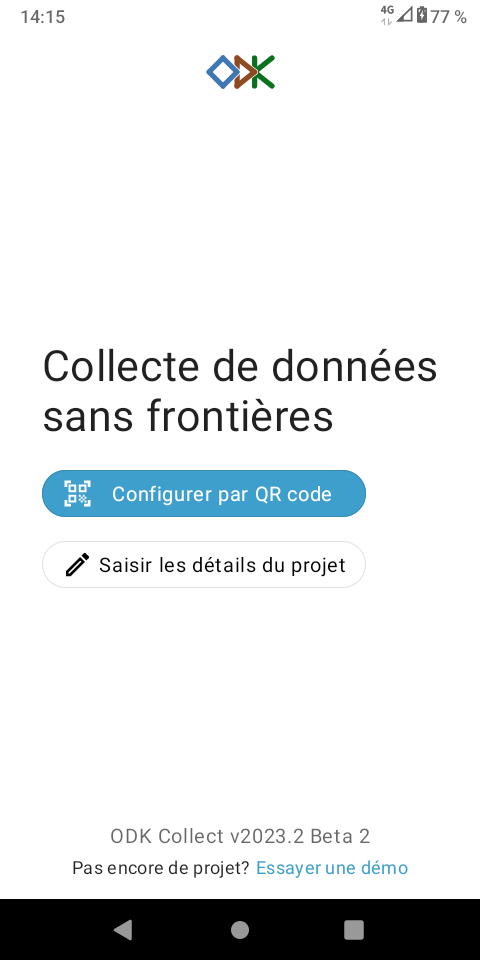 14:15
4G
77 %
ODK
Collecte de données
sans frontières
Configurer par QR code
Saisir les détails du projet
ODK Collect v2023.2 Beta 2
Pas encore de projet? Essayer une démo